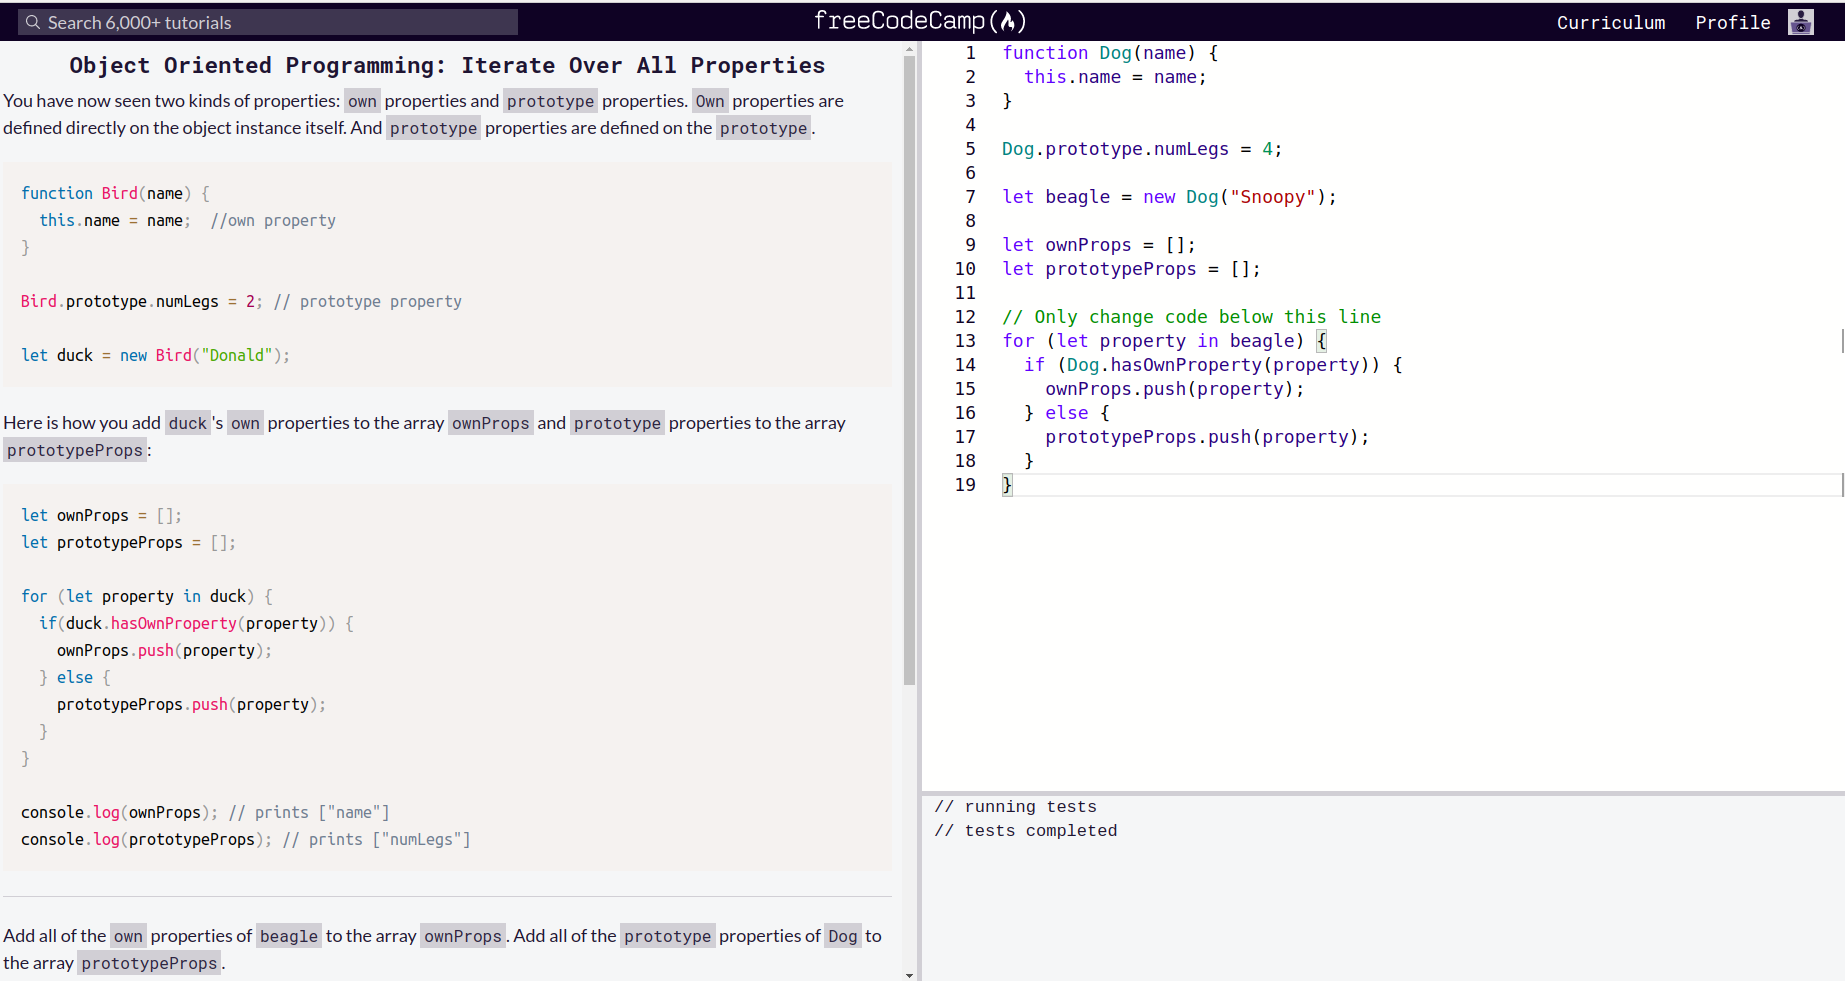 Search 6,000+ tutorials
freeCodeCamp
Curriculum
Profile
Object Oriented Programming: Iterate Over All Properties
You have now seen two kinds of properties: own properties and prototype properties. Own properties are
defined directly on the object instance itself. And prototype properties are defined on the prototype.
function Bird(name) {
  this.name = name;  //own property
}
Bird.prototype.numLegs = 2; // prototype property
let duck = new Bird("Donald");
Here is how you add duck's own properties to the array ownProps and prototype properties to the array
prototypeProps:
let ownProps = [];
let prototypeProps = [];
for (let property in duck) {
  if(duck.hasOwnProperty(property)) {
    ownProps.push(property);
  } else {
    prototypeProps.push(property);
  }
}
console.log(ownProps); // prints ["name"]
console.log(prototypeProps); // prints ["numLegs"]
Add all of the own properties of beagle to the array ownProps. Add all of the prototype properties of Dog to
the array prototypeProps.
1 function Dog(name) {
2   this.name = name;
3 }
4
5 Dog.prototype.numLegs = 4;
6
7 let beagle = new Dog("Snoopy");
8
9 let ownProps = [];
10 let prototypeProps = [];
11
12 // Only change code below this line
13 for (let property in beagle) {
14   if (Dog.hasOwnProperty(property)) {
15     ownProps.push(property);
16   } else {
17     prototypeProps.push(property);
18   }
19 }
// running tests
// tests completed